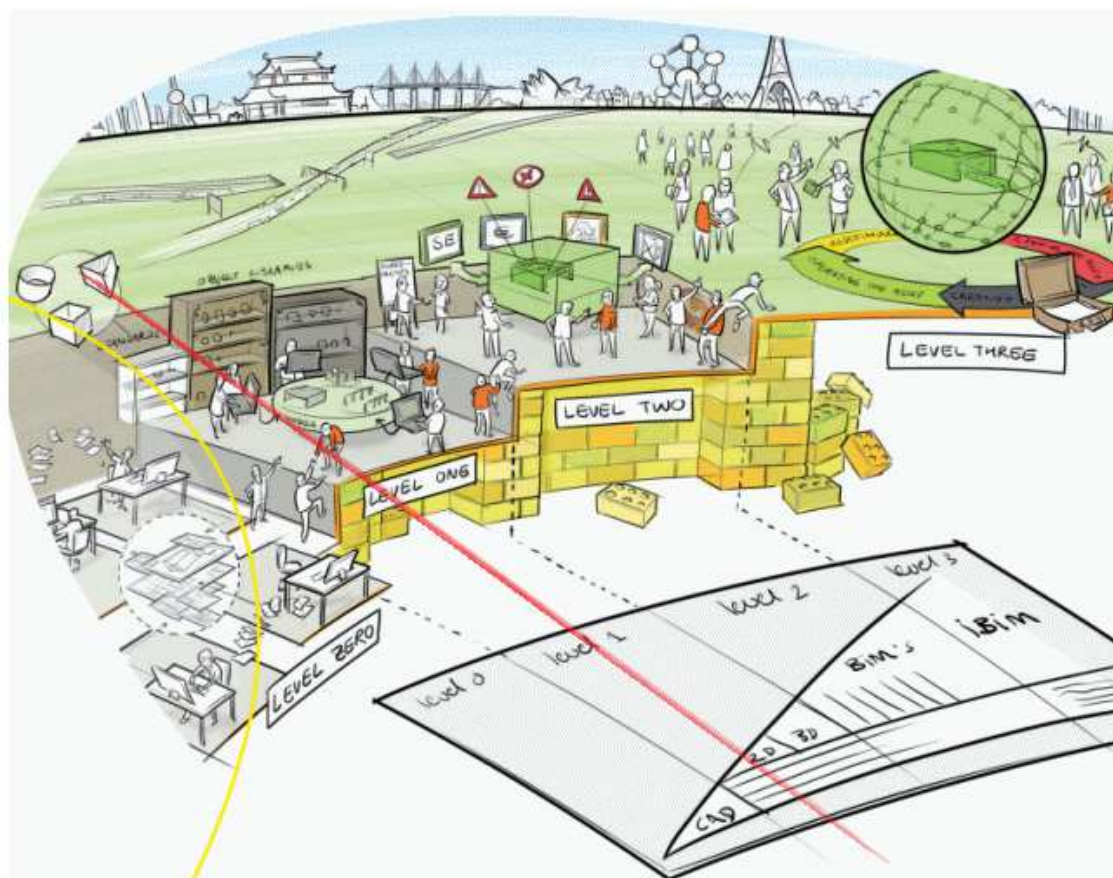 SE
OBJECT LIBRARIES
LEVEL THREE
LEVEL TWO
LEVEL ONE
LEVEL ZERO
level 0
level 1
level 2
level 3
BIM's
iBIM
2D
3D
CAD